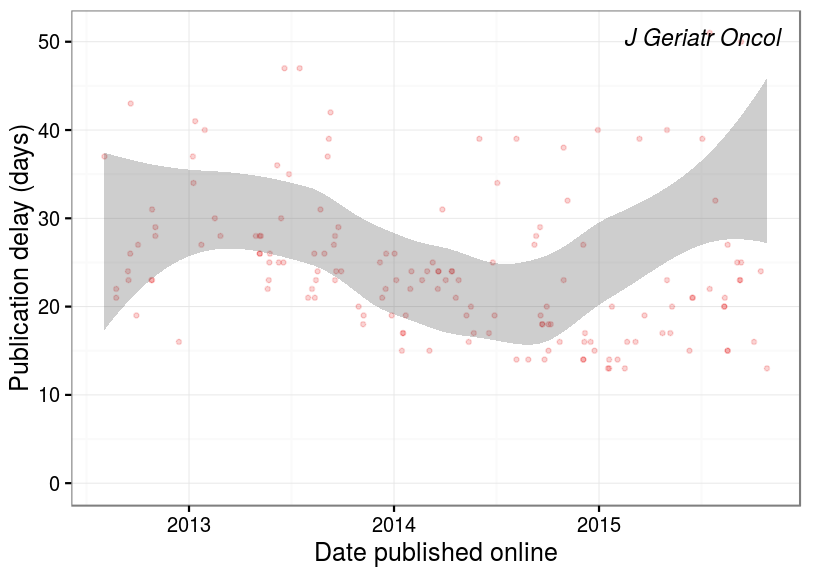 J Geriatr Oncol
50
40
30
20
10
0
Publication delay (days)
2013 2014 2015
Date published online